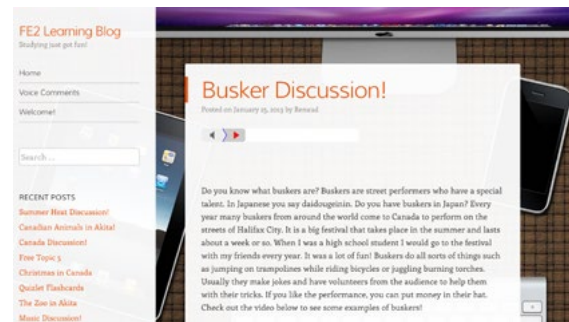 FE2 Learning Blog
Studying just got fun!
Home
Voice Comments
Welcome!
Search ...
RECENT POSTS
Summer Heat Discussion!
Canadian Animals in Akita!
Canada Discussion!
Free Topic 5
Christmas in Canada
Quizlet Flashcards
The Zoo in Akita
Music Discussion!
Busker Discussion!
Posted on January 15, 2013 by
Do you know what buskers are? Buskers are street performers who have a special
talent. In Japanese you say daidougeinin. Do you have buskers in Japan? Every
year many buskers from around the world come to Canada to perform on the
streets of Halifax City. It is a big festival that takes place in the summer and lasts
about a week or so. When I was a high school student I would go to the festival
with my friends every year. It was a lot of fun! Buskers do all sorts of things such
as jumping on trampolines while riding bicycles or juggling burning torches.
Usually they make jokes and have volunteers from the audience to help them
with their tricks. If you like the performance, you can put money in their hat.
Check out the video below to see some examples of buskers!